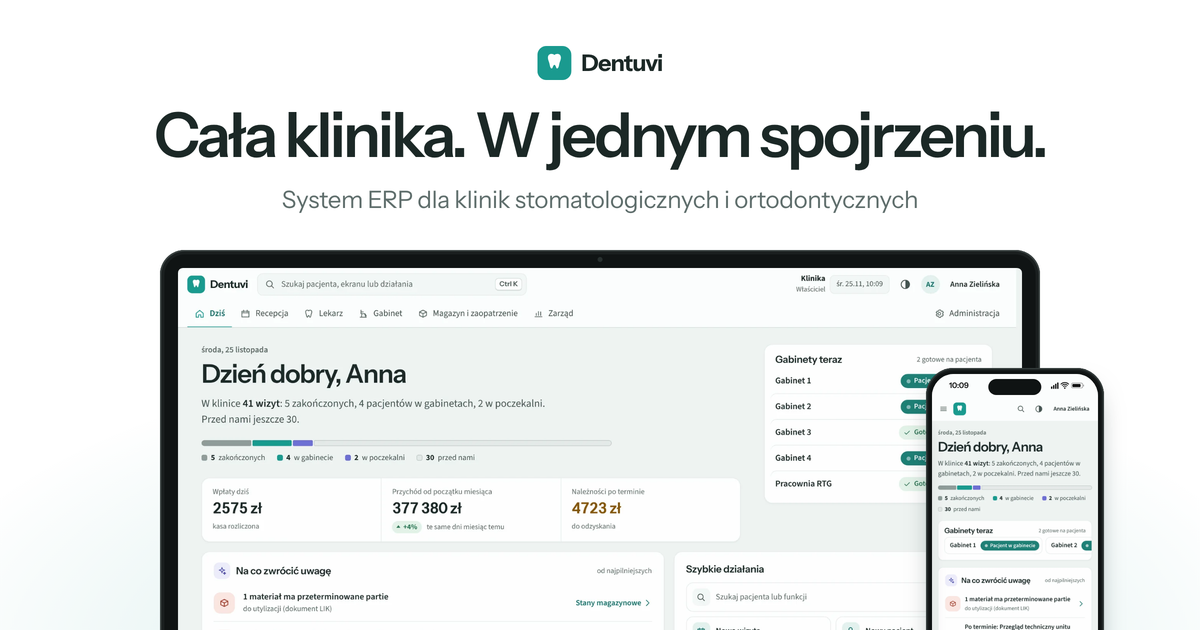 Dentuvi
Cała klinika. W jednym spojrzeniu.
System ERP dla klinik stomatologicznych i ortodontycznych
Dentuvi
Szukaj pacjenta, ekranu lub działania
Ctrl K
Klinika
Właściciel
śr. 25.11, 10:09
AZ
Anna Zielińska
Dziś
Recepcja
Lekarz
Gabinet
Magazyn i zaopatrzenie
Zarząd
Administracja
środa, 25 listopada
Dzień dobry, Anna
W klinice 41 wizyt: 5 zakończonych, 4 pacjentów w gabinetach, 2 w poczekalni.
Przed nami jeszcze 30.
5 zakończonych
4 w gabinecie
2 w poczekalni
30 przed nami
Wpłaty dziś
2575 zł
kasa rozliczona
Przychód od początku miesiąca
377 380 zł
+4% te same dni miesiąc temu
Należności po terminie
4723 zł
do odzyskania
Gabinety teraz
2 gotowe na pacjenta
Gabinet 1
Gabinet 2
Gabinet 3
Gabinet 4
Pracownia RTG
Na co zwrócić uwagę
od najpilniejszych
1 materiał ma przeterminowane partie
do utylizacji (dokument LIK)
Stany magazynowe
Szybkie działania
Szukaj pacjenta lub funkcji
10:09
Anna Zielińska
środa, 25 listopada
Dzień dobry, Anna
W klinice 41 wizyt: 5 zakończonych, 4 pacjentów w
gabinetach, 2 w poczekalni. Przed nami jeszcze 30.
5 zakończonych
4 w gabinecie
2 w poczekalni
30 przed nami
Gabinety teraz
2 gotowe na pacjenta
Gabinet 1
Pacjent w gabinecie
Gabinet 2
Na co zwrócić uwagę
od najpilniejszych
1 materiał ma przeterminowane partie
do utylizacji (dokument LIK)
Po terminie: Przegląd techniczny unitu